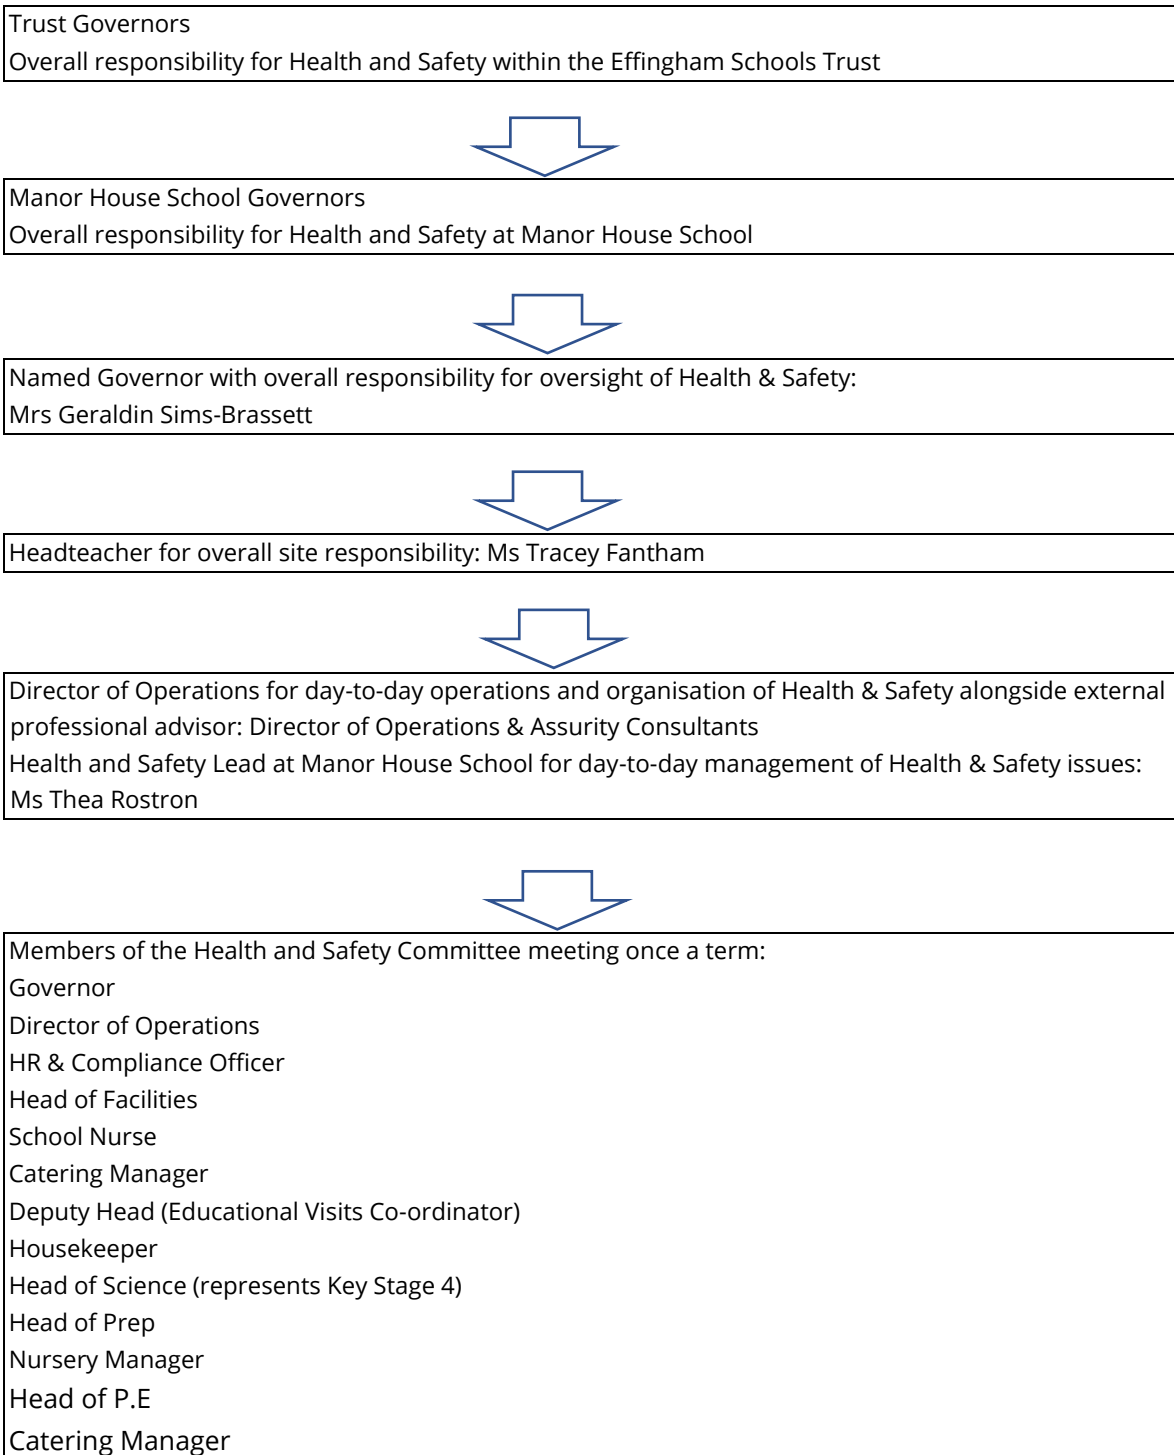 Trust Governors
Overall responsibility for Health and Safety within the Effingham Schools Trust
Manor House School Governors
Overall responsibility for Health and Safety at Manor House School
Named Governor with overall responsibility for oversight of Health & Safety:
Mrs Geraldin Sims-Brassett
Headteacher for overall site responsibility: Ms Tracey Fantham
Director of Operations for day-to-day operations and organisation of Health & Safety alongside external
professional advisor: Director of Operations & Assurity Consultants
Health and Safety Lead at Manor House School for day-to-day management of Health & Safety issues:
Ms Thea Rostron
Members of the Health and Safety Committee meeting once a term:
Governor
Director of Operations
HR & Compliance Officer
Head of Facilities
School Nurse
Catering Manager
Deputy Head (Educational Visits Co-ordinator)
Housekeeper
Head of Science (represents Key Stage 4)
Head of Prep
Nursery Manager
Head of P.E
Catering Manager